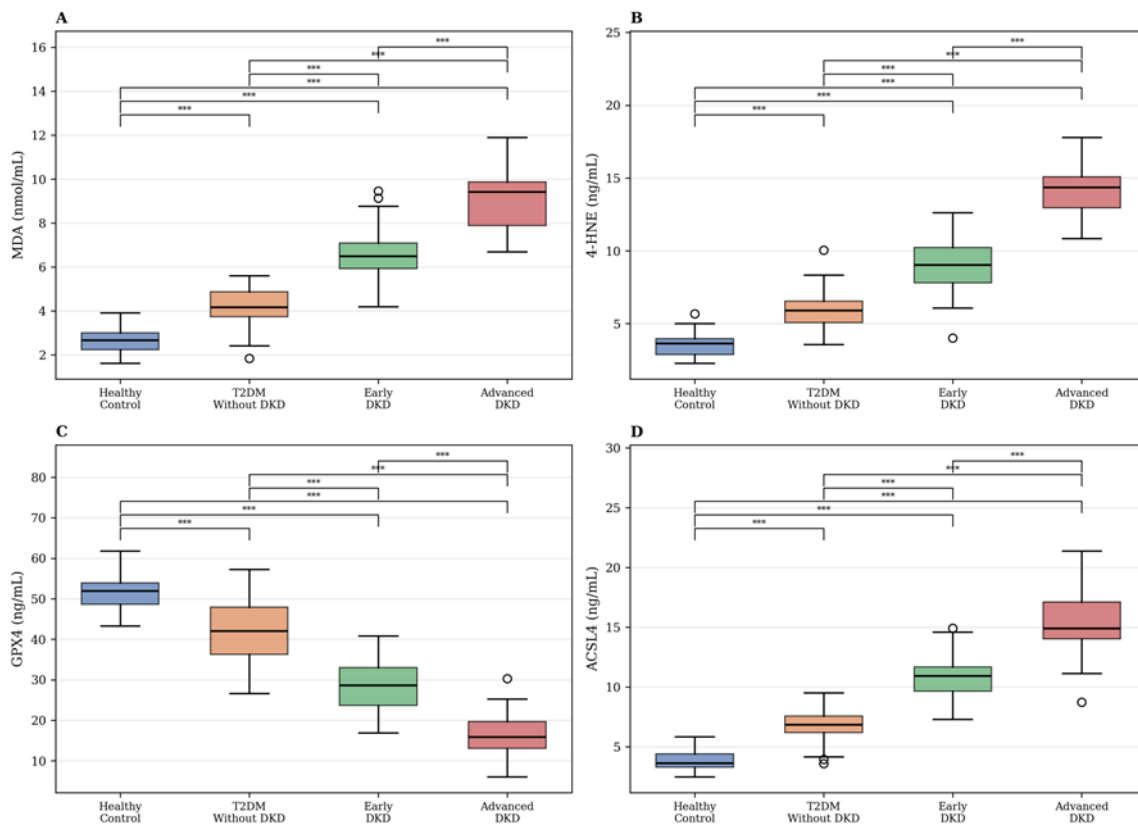 A
MDA (nmol/mL)
16
14
12
10
8
6
4
2
***
***
***
***
***
***
Healthy
Control
T2DM
Without DKD
Early
DKD
Advanced
DKD
B
4-HNE (ng/mL)
25
20
15
10
5
***
***
***
***
***
***
Healthy
Control
T2DM
Without DKD
Early
DKD
Advanced
DKD
C
GPX4 (ng/mL)
80
70
60
50
40
30
20
10
***
***
***
***
***
***
Healthy
Control
T2DM
Without DKD
Early
DKD
Advanced
DKD
D
ACSL4 (ng/mL)
30
25
20
15
10
5
***
***
***
***
***
***
Healthy
Control
T2DM
Without DKD
Early
DKD
Advanced
DKD